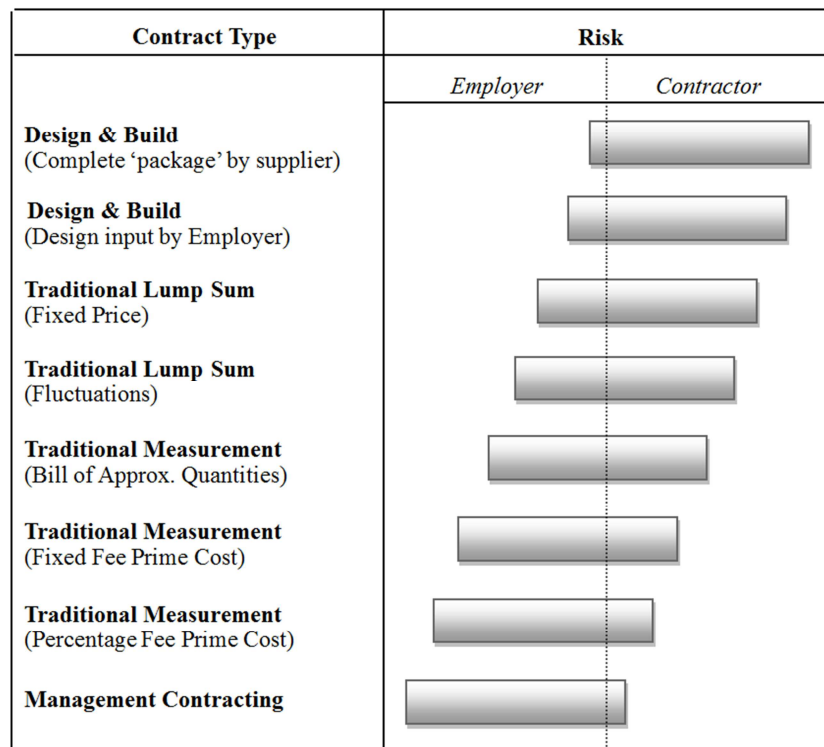 Contract Type
Risk
Employer
Contractor
Design & Build
(Complete ‘package’ by supplier)
Design & Build
(Design input by Employer)
Traditional Lump Sum
(Fixed Price)
Traditional Lump Sum
(Fluctuations)
Traditional Measurement
(Bill of Approx. Quantities)
Traditional Measurement
(Fixed Fee Prime Cost)
Traditional Measurement
(Percentage Fee Prime Cost)
Management Contracting